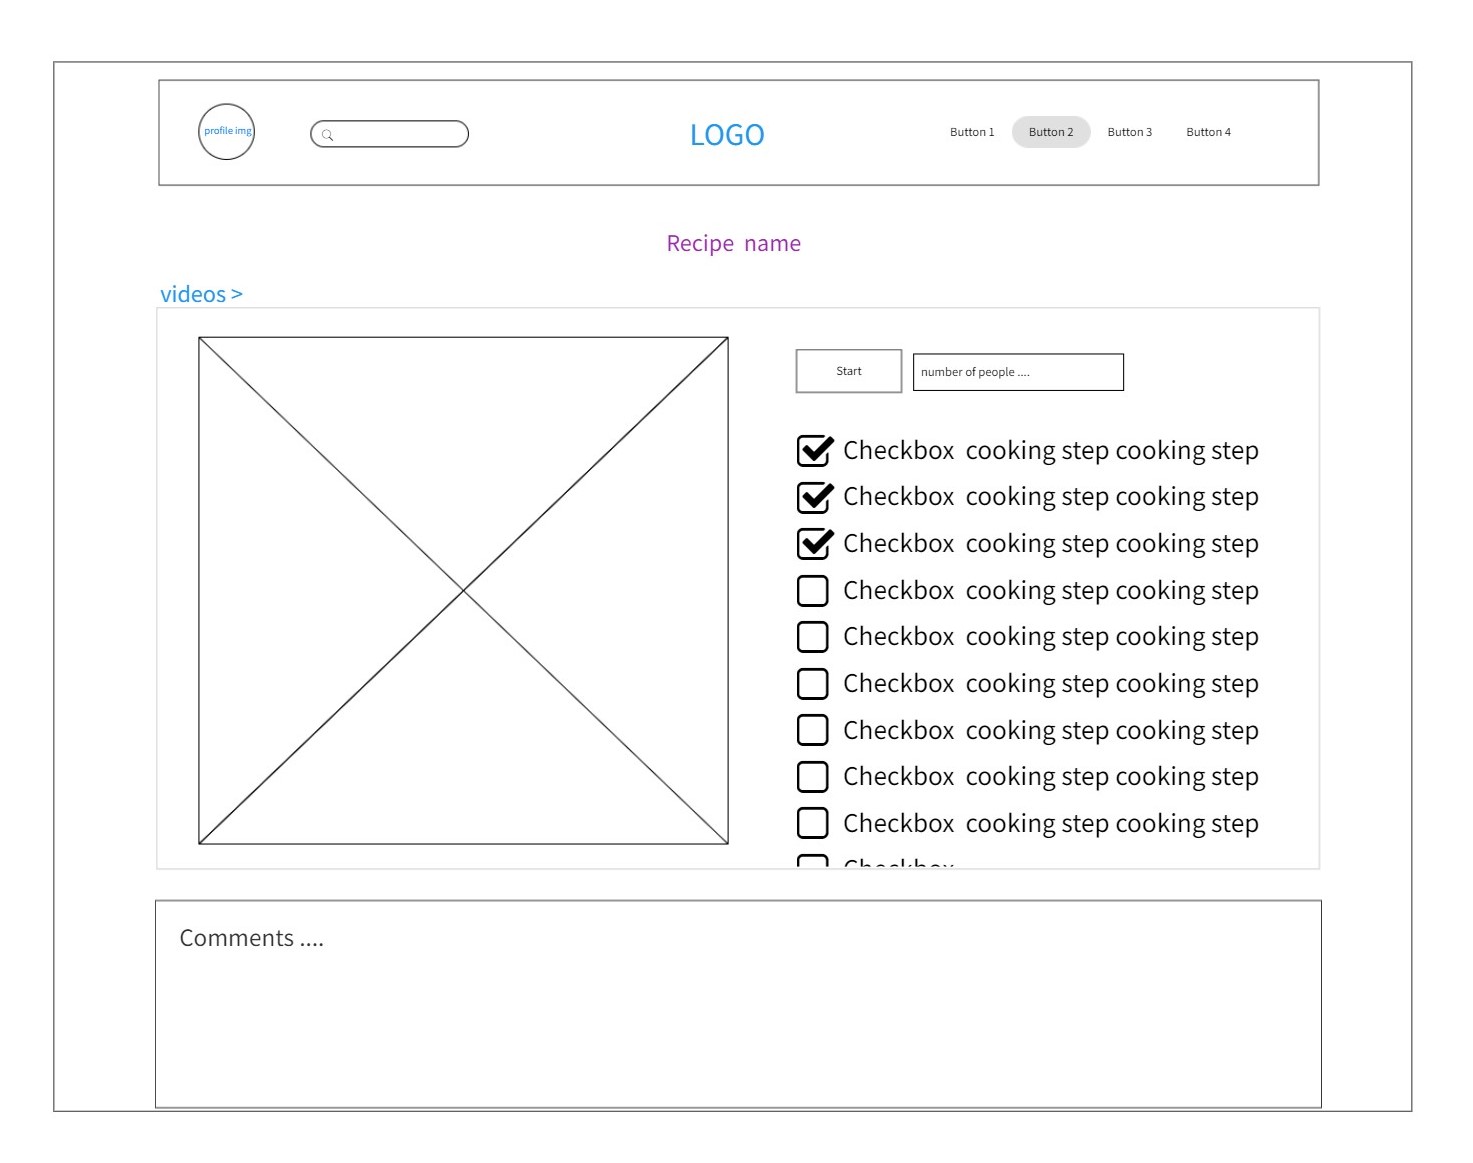 profile img
LOGO
Button 1
Button 2
Button 3
Button 4
Recipe name
videos >
Start
number of people ....
Checkbox cooking step cooking step
Checkbox cooking step cooking step
Checkbox cooking step cooking step
Checkbox cooking step cooking step
Checkbox cooking step cooking step
Checkbox cooking step cooking step
Checkbox cooking step cooking step
Checkbox cooking step cooking step
Checkbox cooking step cooking step
Checkbox
Comments ....